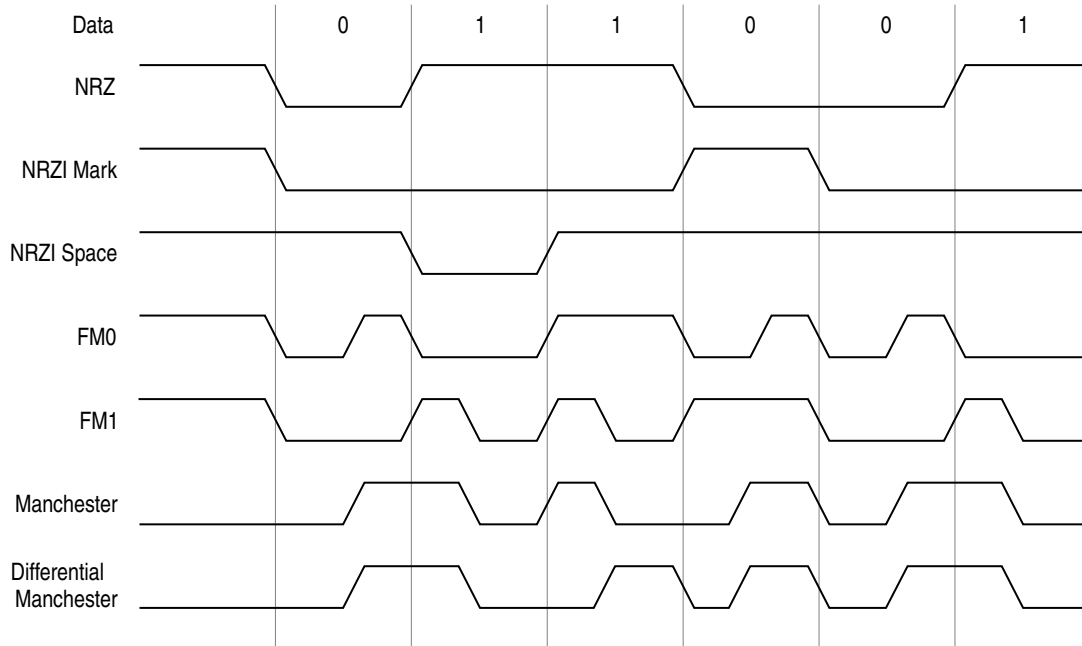 Data 0 1 1 0 0 1
NRZ
NRZI Mark
NRZI Space
FM0
FM1
Manchester
Differential
Manchester